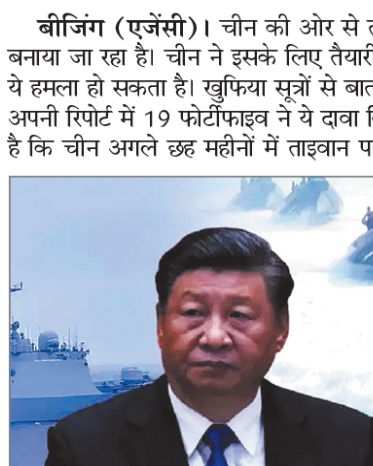 बीजिंग (एजेंसी)। चीन की ओर से
बनाया जा रहा है। चीन ने इसके लिए तैयारी
ये हमला हो सकता है। खुफिया सूत्रों से बात
अपनी रिपोर्ट में 19 फोर्टीफाइव ने ये दावा
है कि चीन अगले छह महीनों में ताइवान प